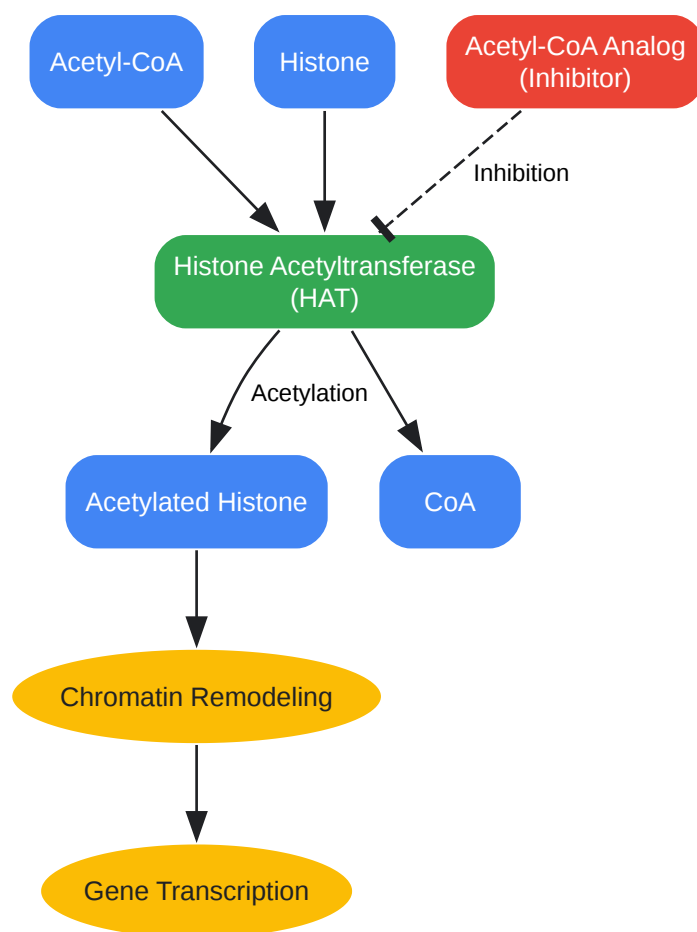 Acetyl-CoA
Histone
Acetyl-CoA Analog
(Inhibitor)
Inhibition
Histone Acetyltransferase
(HAT)
Acetylation
Acetylated Histone
CoA
Chromatin Remodeling
Gene Transcription